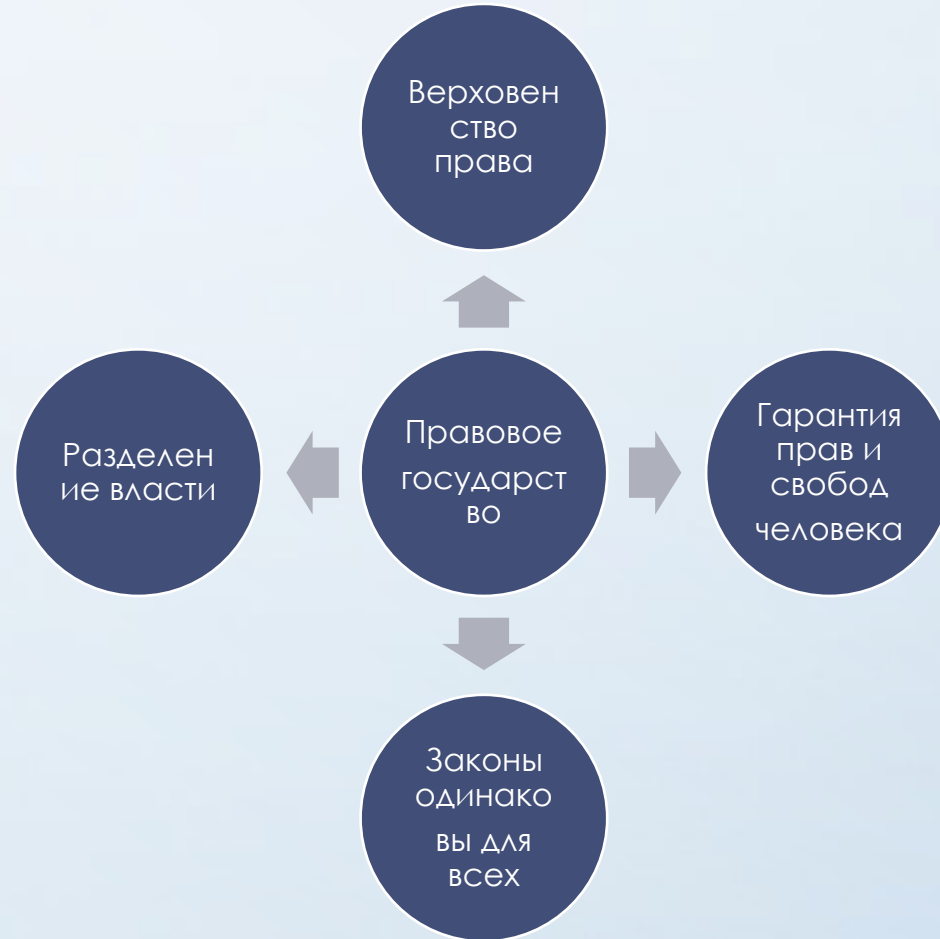 Верховен
ство
права
Разделен
ие власти
Правовое
государст
во
Гарантия
прав и
свобод
человека
Законы
одинако
вы для
всех